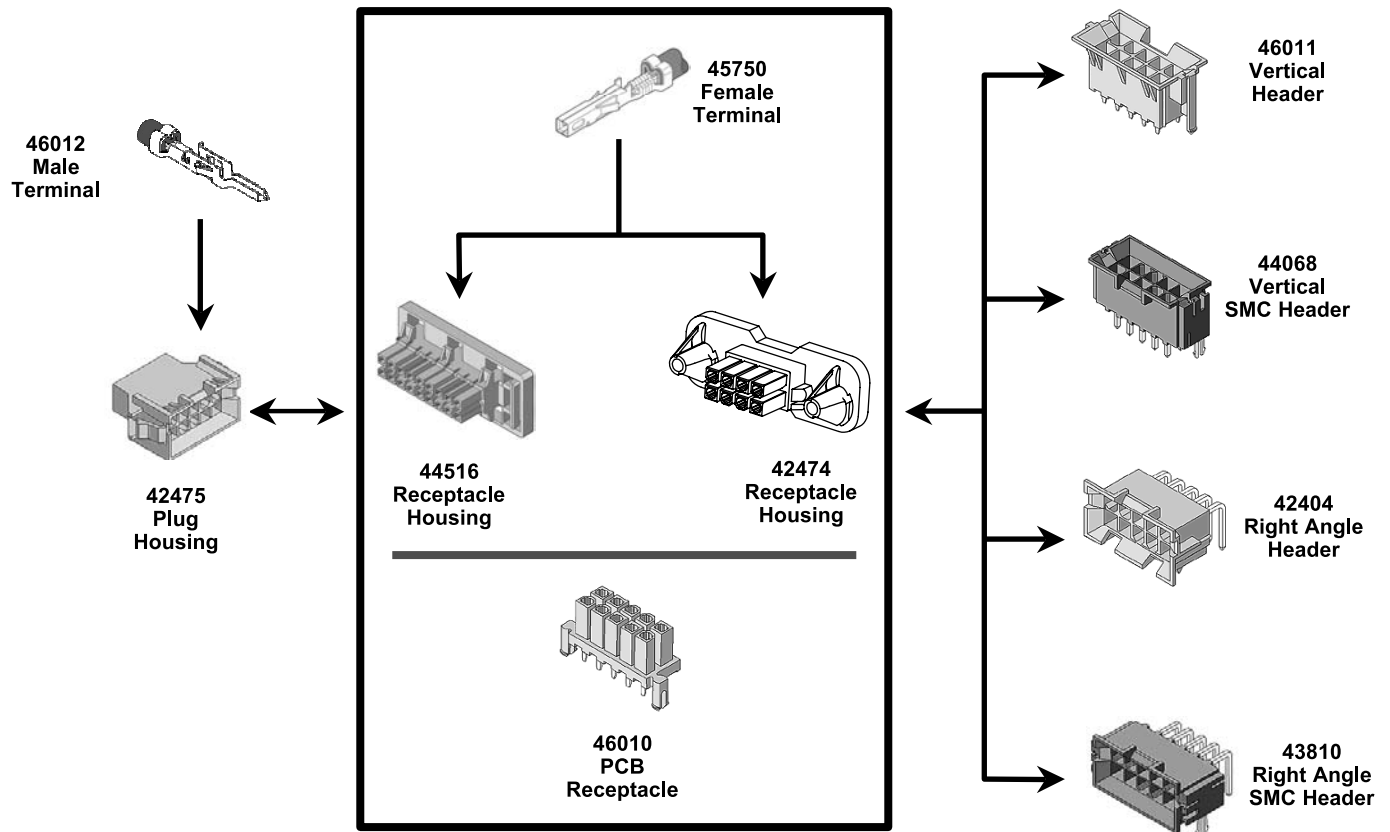 46012
Male
Terminal
42475
Plug
Housing
45750
Female
Terminal
44516
Receptacle
Housing
42474
Receptacle
Housing
46010
PCB
Receptacle
46011
Vertical
Header
44068
Vertical
SMC Header
42404
Right Angle
Header
43810
Right Angle
SMC Header